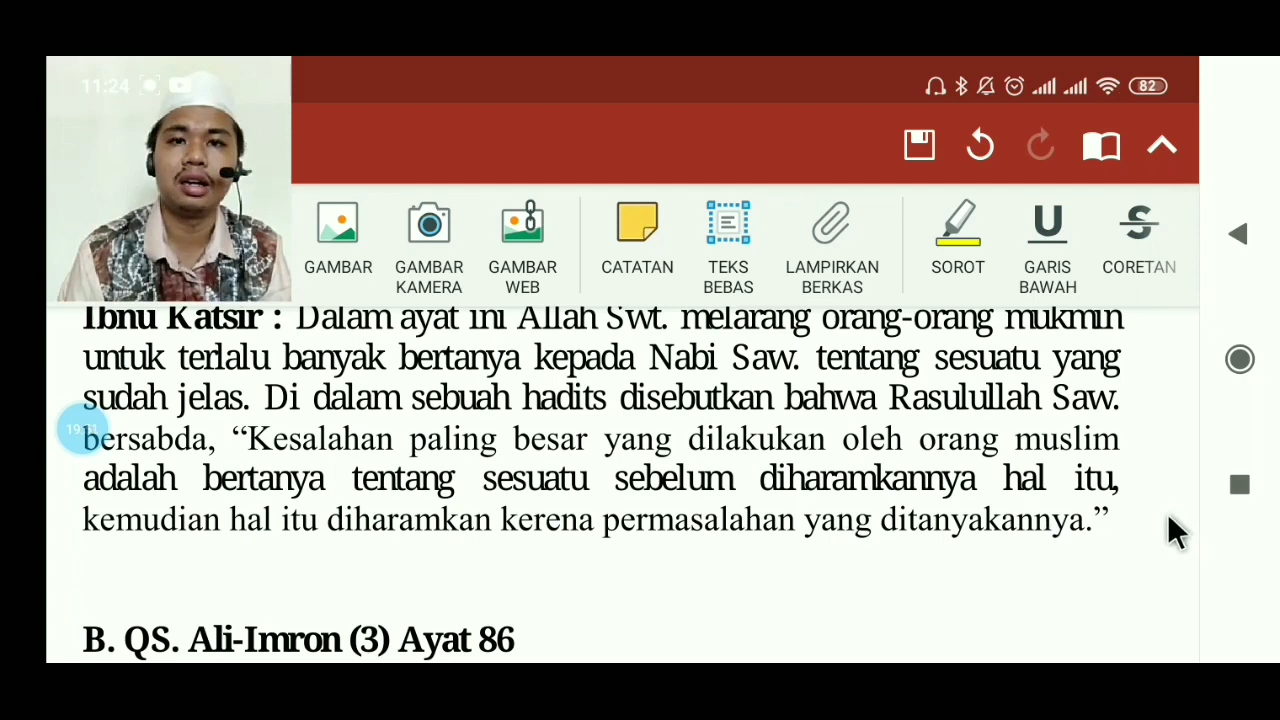 11:24
82
GAMBAR
GAMBAR KAMERA
GAMBAR WEB
CATATAN
TEKS BEBAS
LAMPIRKAN BERKAS
SOROT
U
GARIS BAWAH
S
CORETAN
Ibnu Katsir : Dalam ayat ini Allah Swt. melarang orang-orang mukmin
untuk terlalu banyak bertanya kepada Nabi Saw. tentang sesuatu yang
sudah jelas. Di dalam sebuah hadits disebutkan bahwa Rasulullah Saw.
bersabda, “Kesalahan paling besar yang dilakukan oleh orang muslim
adalah bertanya tentang sesuatu sebelum diharamkannya hal itu,
kemudian hal itu diharamkan kerena permasalahan yang ditanyakannya.”
B. QS. Ali-Imron (3) Ayat 86